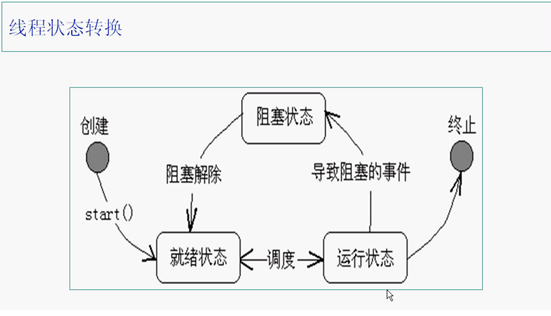 线程状态转换
创建
阻塞状态
终止
阻塞解除
导致阻塞的事件
start()
就绪状态
调度
运行状态